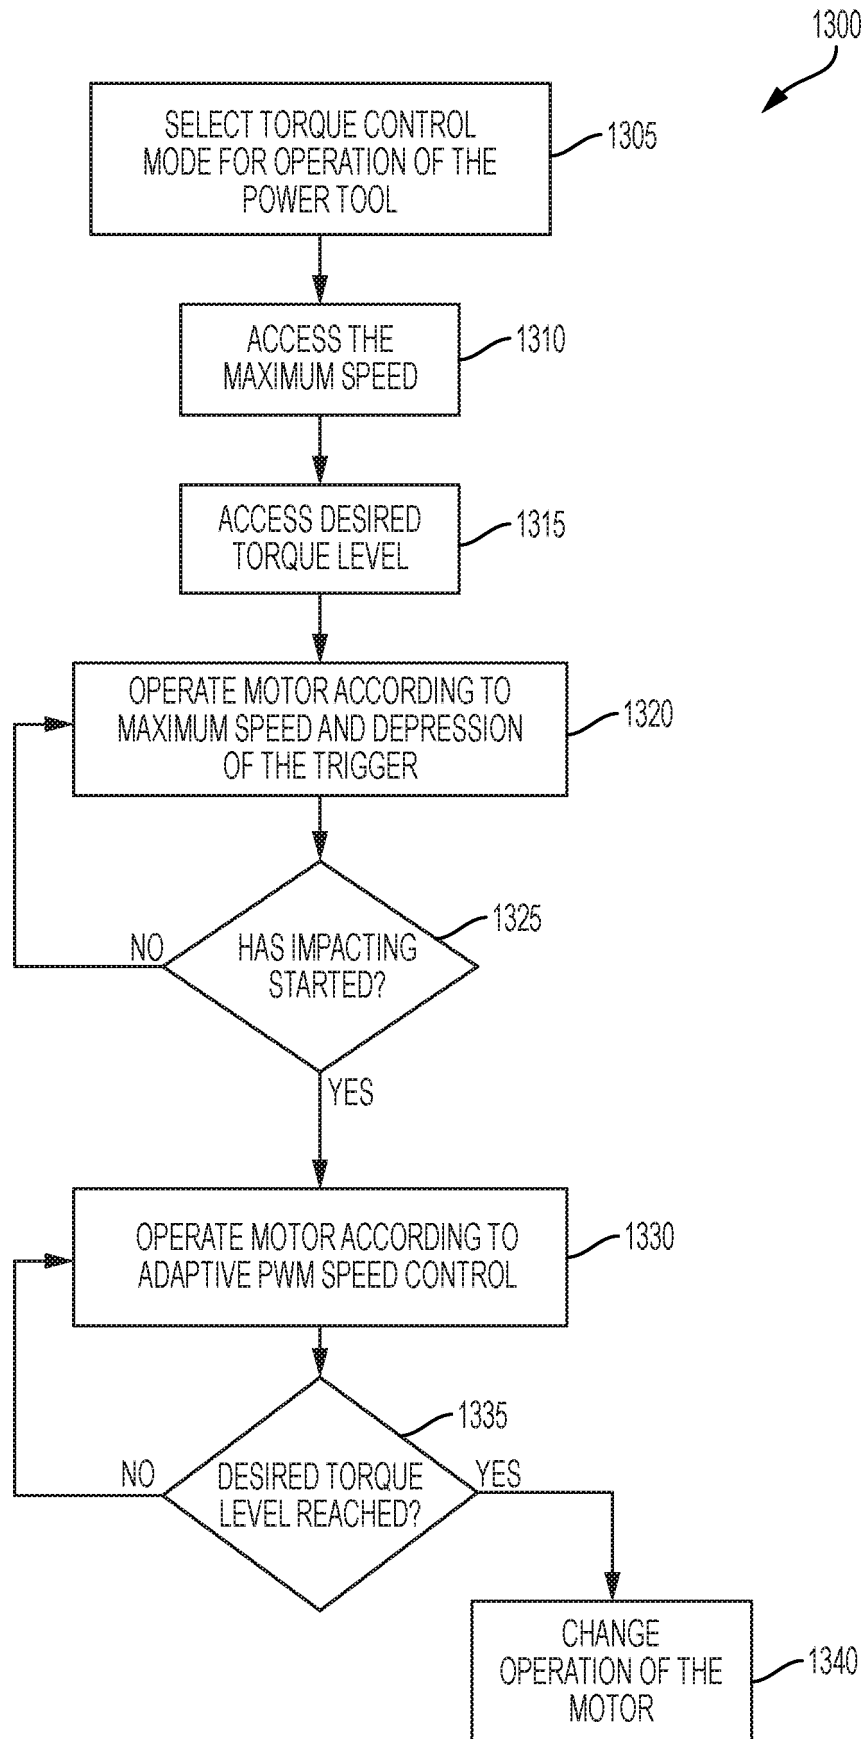 1300
SELECT TORQUE CONTROL
MODE FOR OPERATION OF THE
POWER TOOL
1305
ACCESS THE
MAXIMUM SPEED
1310
ACCESS DESIRED
TORQUE LEVEL
1315
OPERATE MOTOR ACCORDING TO
MAXIMUM SPEED AND DEPRESSION
OF THE TRIGGER
1320
HAS IMPACTING
STARTED?
1325
NO
YES
OPERATE MOTOR ACCORDING TO
ADAPTIVE PWM SPEED CONTROL
1330
DESIRED TORQUE
LEVEL REACHED?
1335
NO
YES
CHANGE
OPERATION OF THE
MOTOR
1340